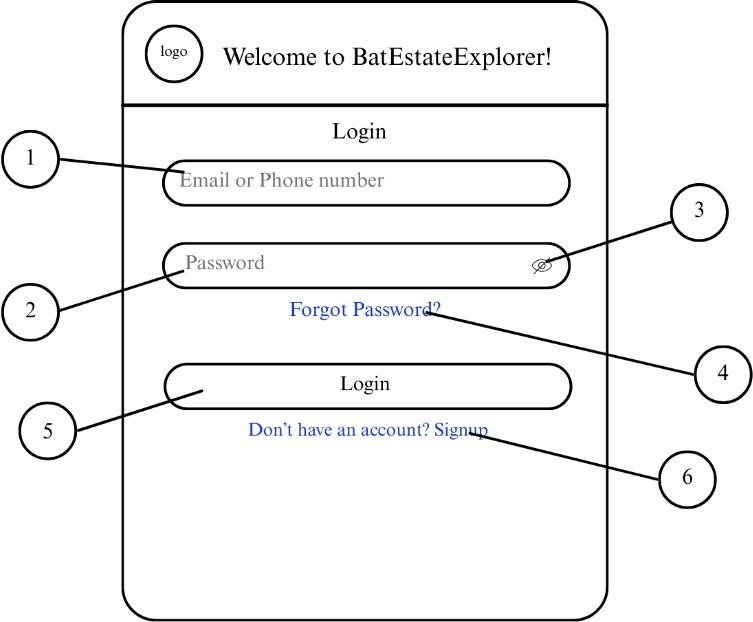 logo
Welcome to BatEstateExplorer!
Login
1
Email or Phone number
3
Password
2
Forgot Password?
4
Login
5
Don't have an account? Signup
6